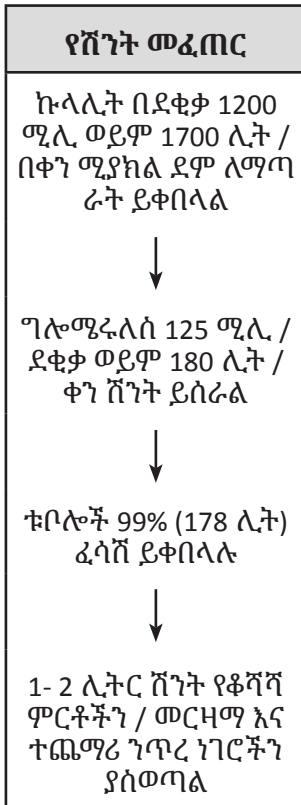 የሽንት መፈጠር
ኩላሊት በደቂቃ 1200
ሚሊ ወይም 1700 ሊት /
በቀን ሚያክል ደም ለማጣ
ራት ይቀበላል
ግሎሜሩለስ 125 ሚሊ /
ደቂቃ ወይም 180 ሊት /
ቀን ሽንት ይሰራል
ቱቦሎች 99% (178 ሊት)
ፈሳሽ ይቀበላሉ
1- 2 ሊትር ሽንት የቆሻሻ
ምርቶችን / መርዛማ እና
ተጨማሪ ንጥረ ነገሮችን
ያስወጣል